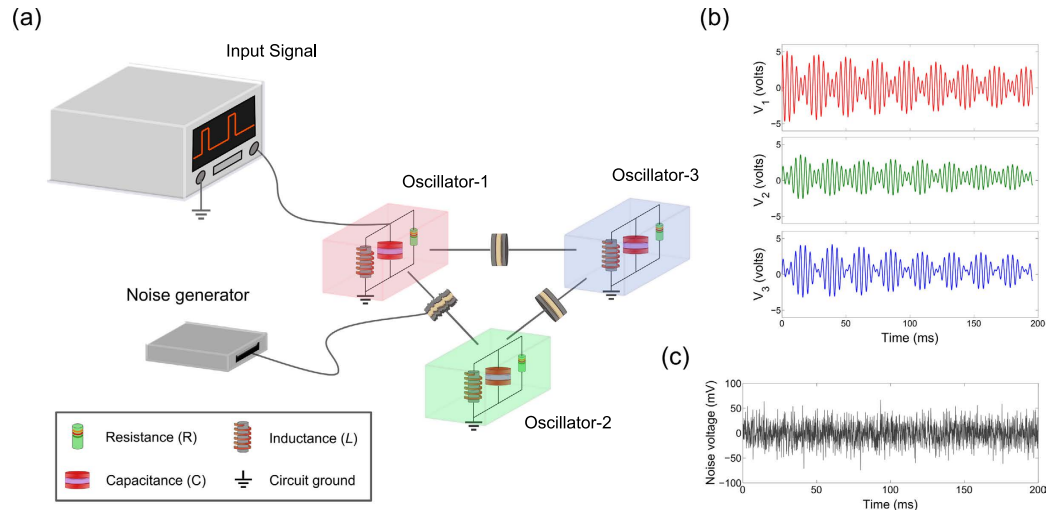 (a)
Input Signal
Oscillator-1
Oscillator-3
Noise generator
Oscillator-2
Resistance (R)
Inductance (L)
Capacitance (C)
Circuit ground
(b)
5
0
-5
V1 (volts)
5
0
-5
V2 (volts)
5
0
-5
V3 (volts)
0 50 100 150 200
Time (ms)
(c)
100
50
0
-50
-100
Noise voltage (mV)
0 50 100 150 200
Time (ms)